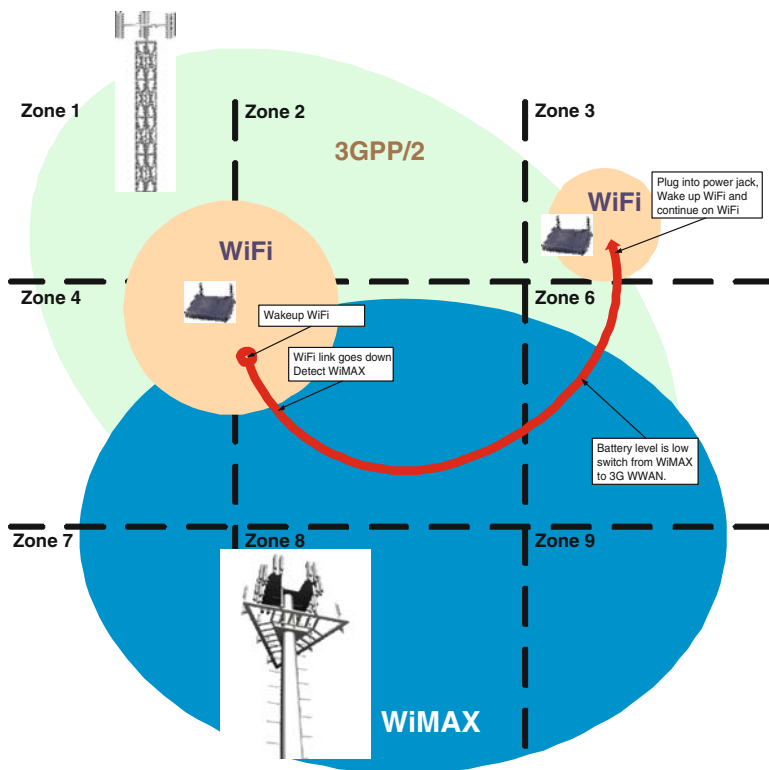 Zone 1
Zone 2
Zone 3
3GPP/2
Plug into power jack,
Wake up WiFi and
continue on WiFi
WiFi
WiFi
Zone 4
Zone 6
Wakeup WiFi
WiFi link goes down
Detect WiMAX
Battery level is low
switch from WiMAX
to 3G WWAN.
Zone 7
Zone 8
Zone 9
WiMAX